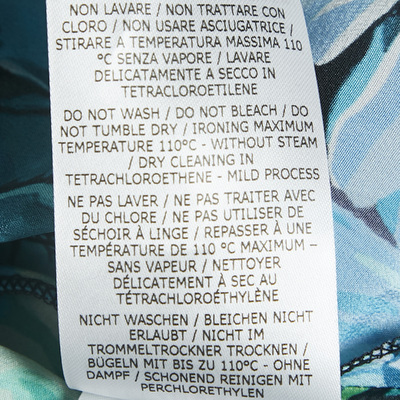 NON LAVARE / NON TRATTARE CON
CLORO / NON USARE ASCIUGATRICE /
STIRARE A TEMPERATURA MASSIMA 110
°C SENZA VAPORE / LAVARE
DELICATAMENTE A SECCO IN
TETRACLOROETILENE
DO NOT WASH / DO NOT BLEACH / DO
NOT TUMBLE DRY / IRONING MAXIMUM
TEMPERATURE 110°C - WITHOUT STEAM
/ DRY CLEANING IN
TETRACHLOROETHENE - MILD PROCESS
NE PAS LAVER / NE PAS TRAITER AVEC
DU CHLORE / NE PAS UTILISER DE
SÉCHOIR À LINGE / REPASSER À UNE
TEMPÉRATURE DE 110 °C MAXIMUM –
SANS VAPEUR / NETTOYER
DÉLICATEMENT À SEC AU
TÉTRACHLOROÉTHYLÈNE
NICHT WASCHEN / BLEICHEN NICHT
ERLAUBT / NICHT IM
TROMMELTROCKNER TROCKNEN /
BÜGELN MIT BIS ZU 110°C - OHNE
DAMPF / SCHONEND REINIGEN MIT
PERCHLORETHYLEN